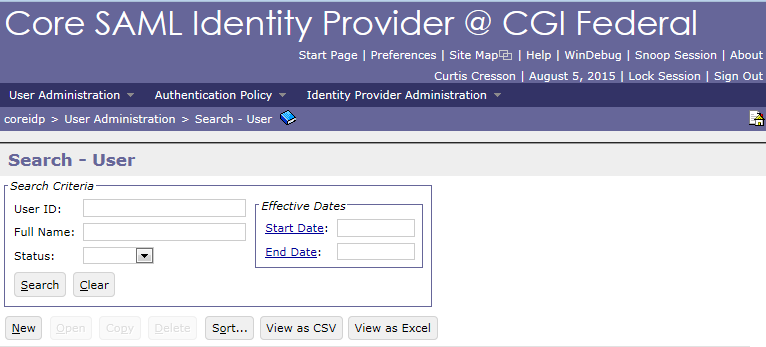 Core SAML Identity Provider @ CGI Federal
Start Page | Preferences | Site Map | Help | WinDebug | Snoop Session | About
Curtis Cresson | August 5, 2015 | Lock Session | Sign Out
User Administration Authentication Policy Identity Provider Administration
coreidp > User Administration > Search - User
Search - User
Search Criteria
User ID:
Full Name:
Status:
Effective Dates
Start Date:
End Date:
Search Clear
New Open Copy Delete Sort... View as CSV View as Excel